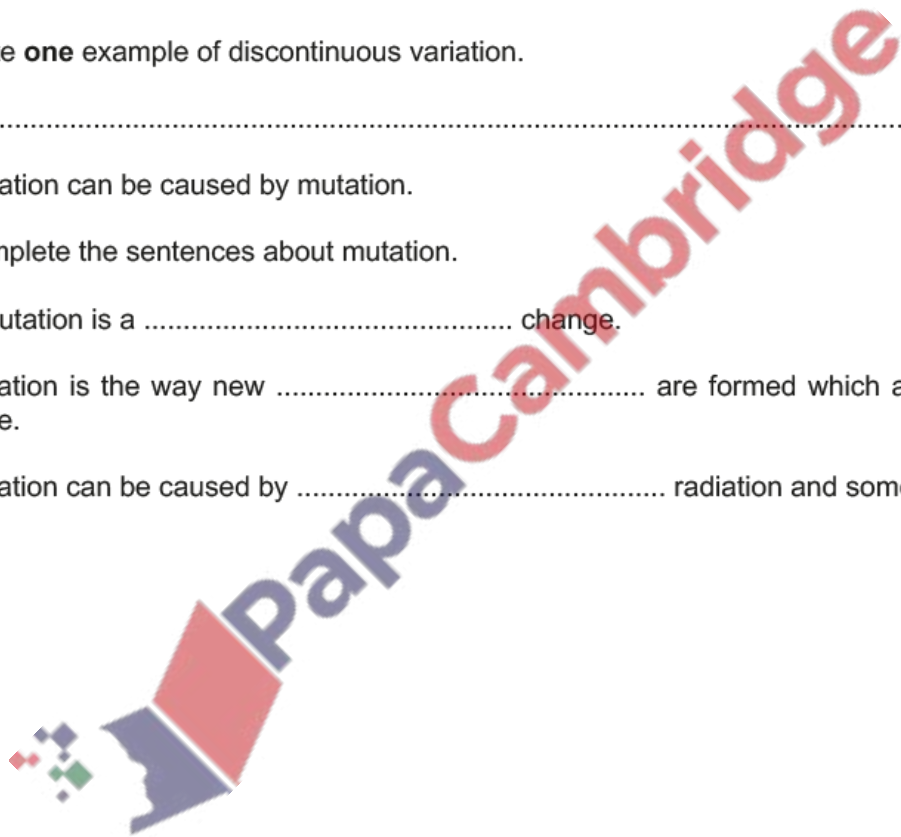 e one example of discontinuous variation.
................................................................................................................
ation can be caused by mutation.
mplete the sentences about mutation.
utation is a ............................................... change.
ation is the way new ............................................... are formed which a
e.
ation can be caused by ............................................... radiation and som
PapaCambridge